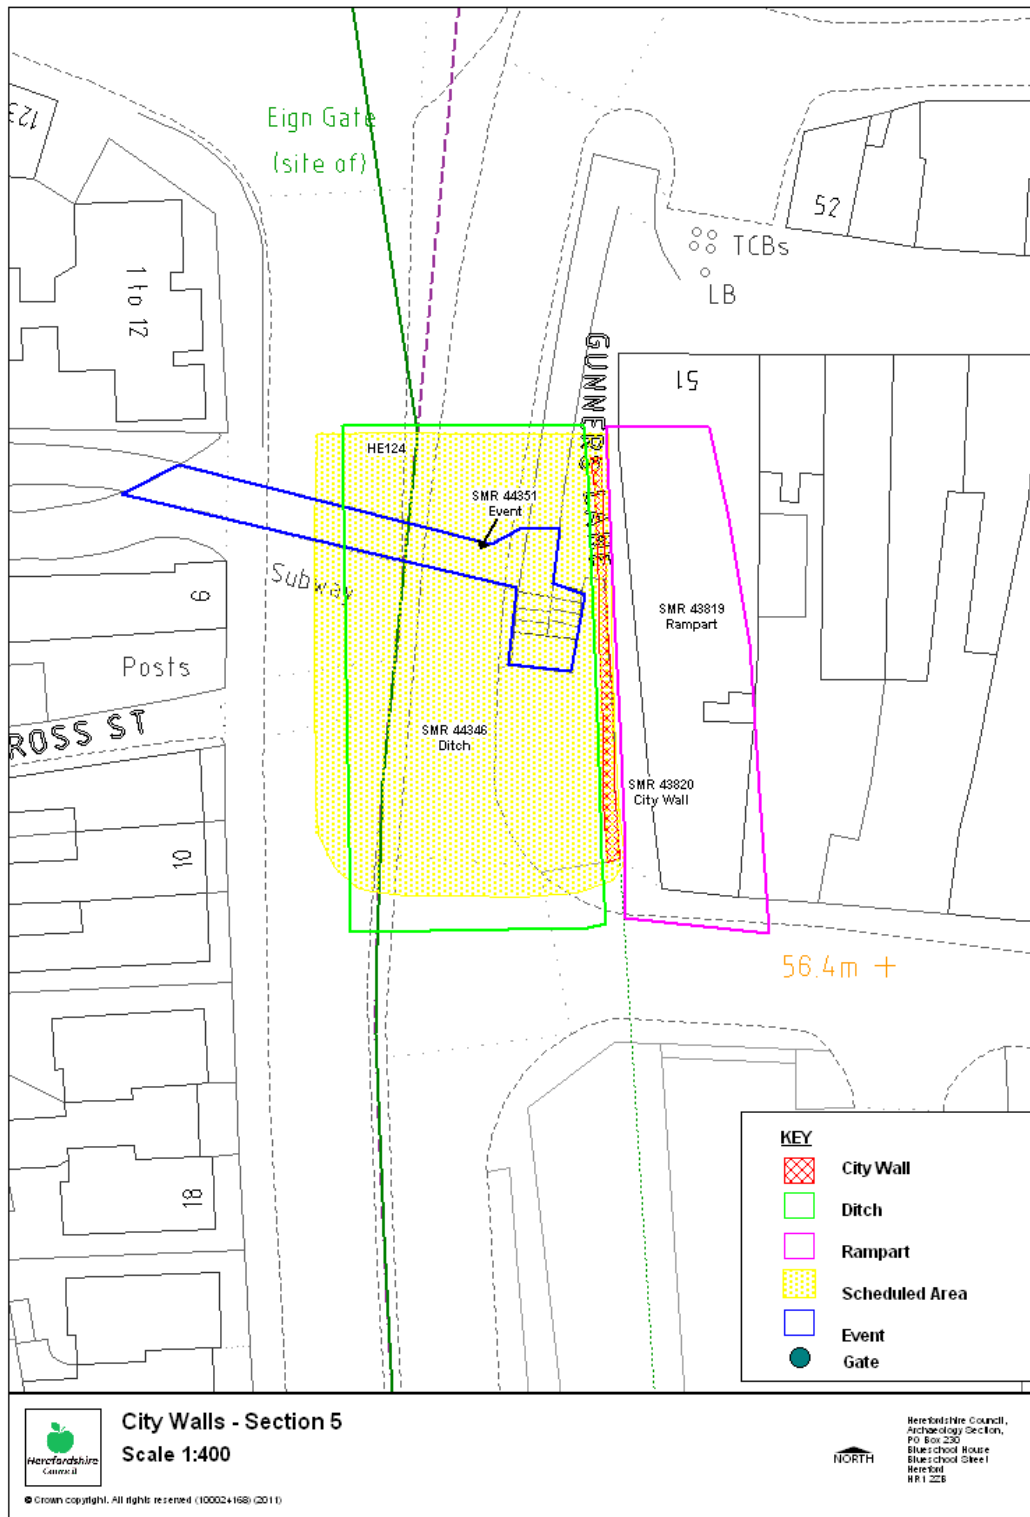 123
Eign Gate
(site of)
52
TCBs
LB
1 to 12
GUNNERS LANE
51
HE124
SMR 44351
Event
Subway
9
SMR 43819
Rampart
Posts
ROSS ST
SMR 44346
Ditch
SMR 43820
City Wall
10
56.4m +
18
KEY
City Wall
Ditch
Rampart
Scheduled Area
Event
Gate
City Walls - Section 5
Scale 1:400
Herefordshire
Council
NORTH
Herefordshire Council,
Archaeology Section,
PO Box 230
Blueschool House
Blueschool Street
Hereford
HR1 2ZB
© Crown copyright. All rights reserved (100024168) (2011)